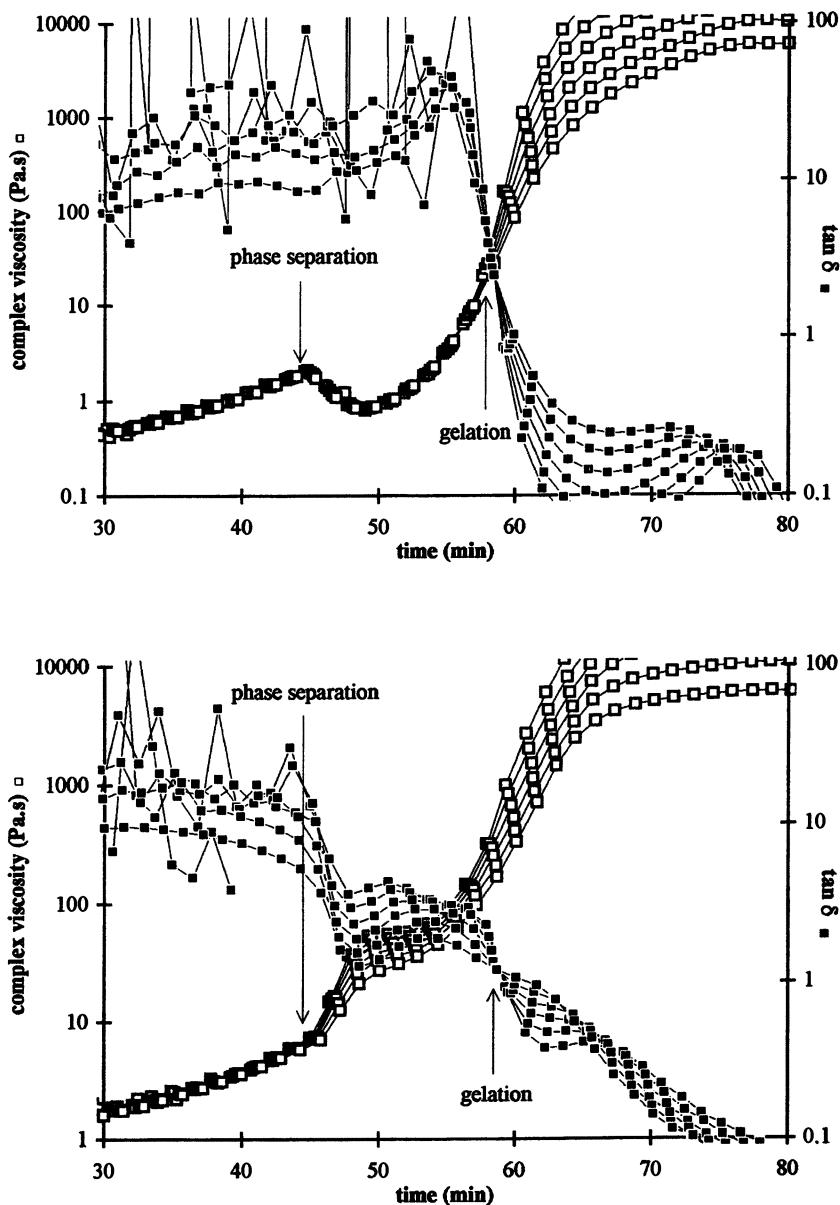 10000
1000
100
10
1
0.1
complex viscosity (Pa.s)
phase separation
gelation
100
10
1
0.1
tan δ
30 40 50 60 70 80
time (min)
10000
1000
100
10
1
complex viscosity (Pa.s)
phase separation
gelation
100
10
1
0.1
tan δ
30 40 50 60 70 80
time (min)